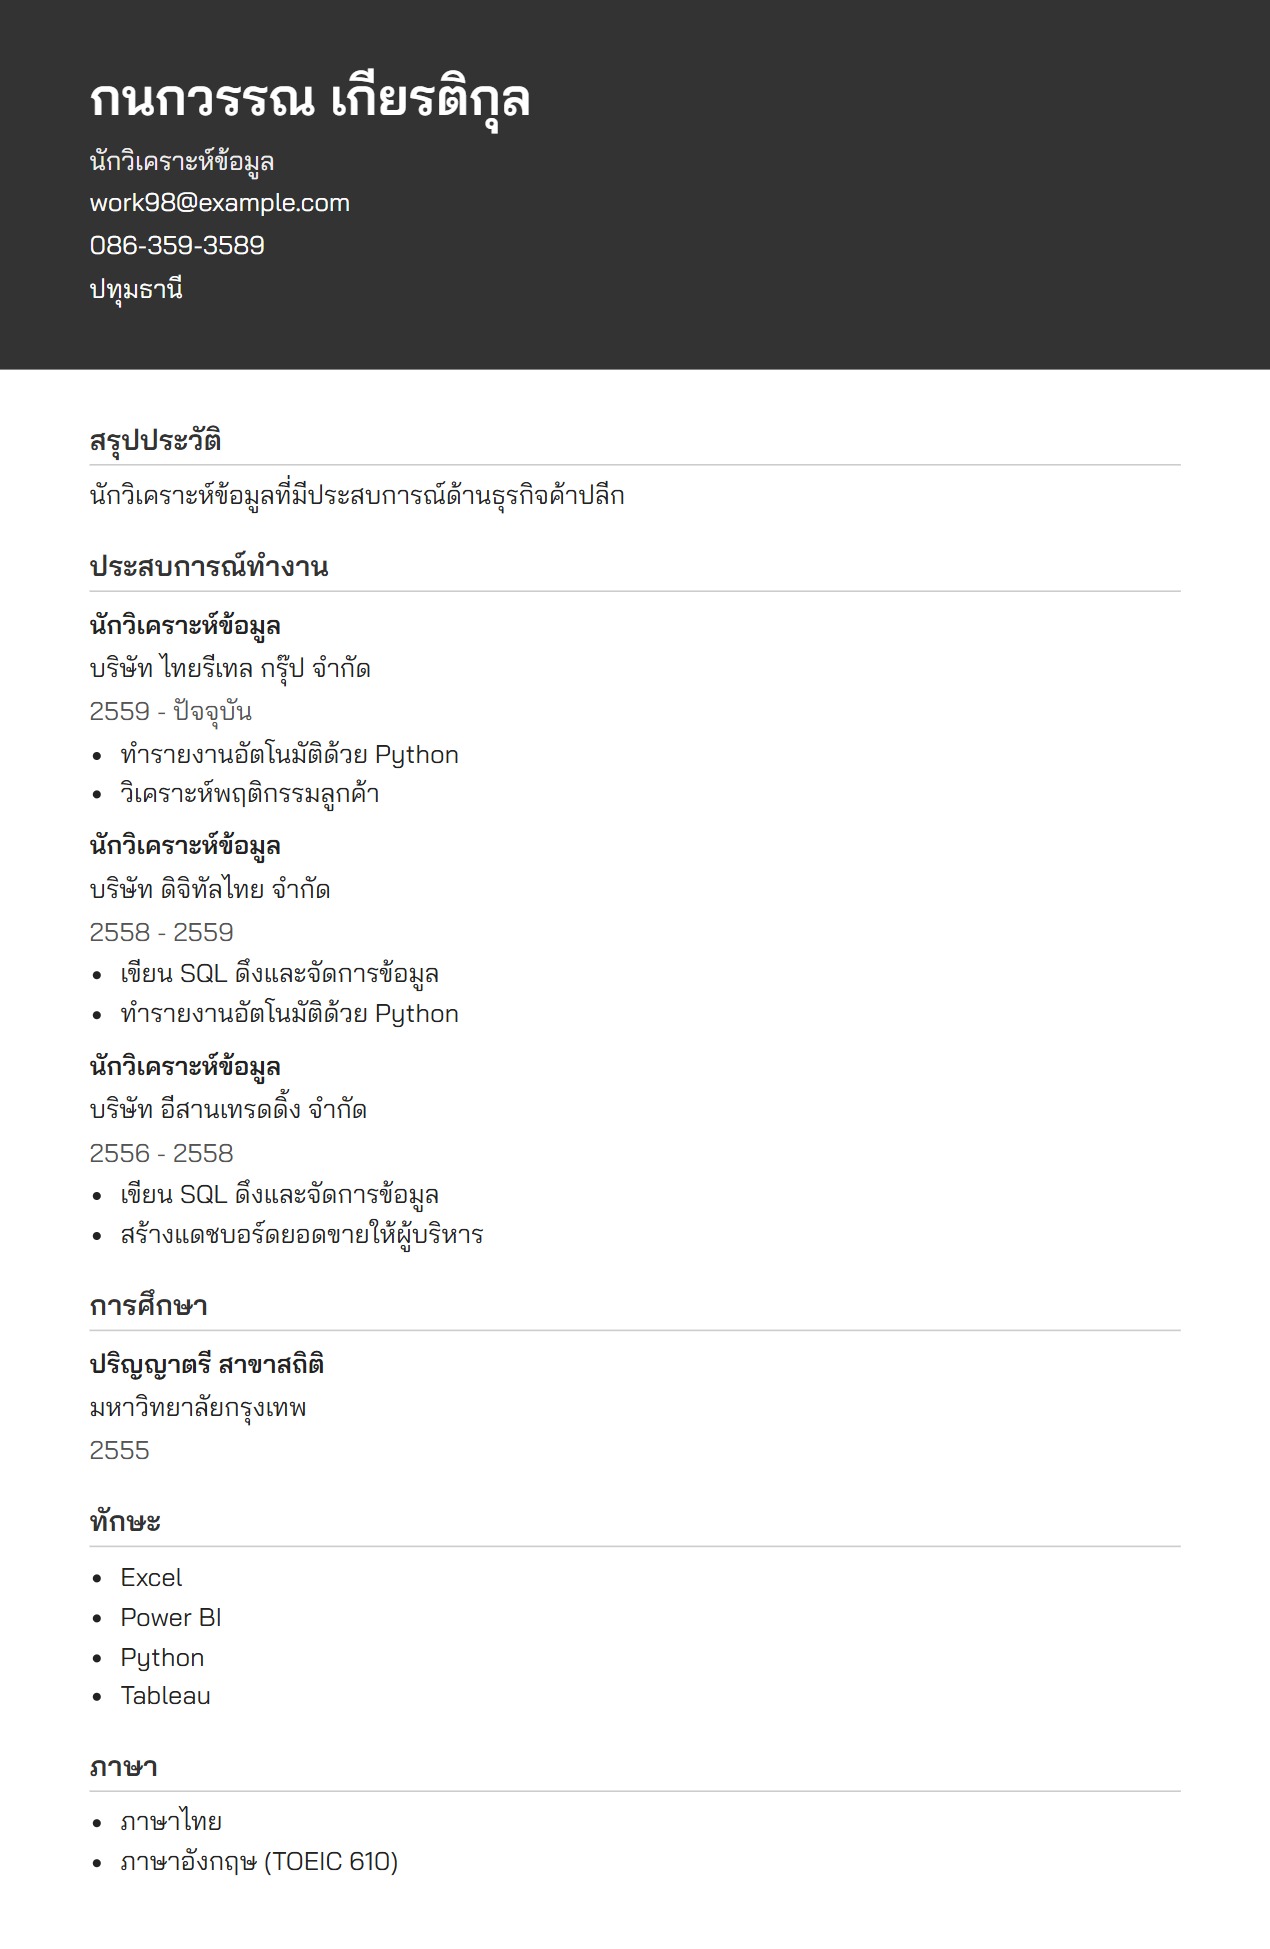 กนกวรรณ เกียรติกุล
นักวิเคราะห์ข้อมูล
work98@example.com
086-359-3589
ปทุมธานี
สรุปประวัติ
นักวิเคราะห์ข้อมูลที่มีประสบการณ์ด้านธุรกิจค้าปลีก
ประสบการณ์ทำงาน
นักวิเคราะห์ข้อมูล
บริษัท ไทยรีเทล กรุ๊ป จำกัด
2559 - ปัจจุบัน
• ทำรายงานอัตโนมัติด้วย Python
• วิเคราะห์พฤติกรรมลูกค้า
นักวิเคราะห์ข้อมูล
บริษัท ดิจิทัลไทย จำกัด
2558 - 2559
• เขียน SQL ดึงและจัดการข้อมูล
• ทำรายงานอัตโนมัติด้วย Python
นักวิเคราะห์ข้อมูล
บริษัท อีสานเทรดดิ้ง จำกัด
2556 - 2558
• เขียน SQL ดึงและจัดการข้อมูล
• สร้างแดชบอร์ดยอดขายให้ผู้บริหาร
การศึกษา
ปริญญาตรี สาขาสถิติ
มหาวิทยาลัยกรุงเทพ
2555
ทักษะ
• Excel
• Power BI
• Python
• Tableau
ภาษา
• ภาษาไทย
• ภาษาอังกฤษ (TOEIC 610)